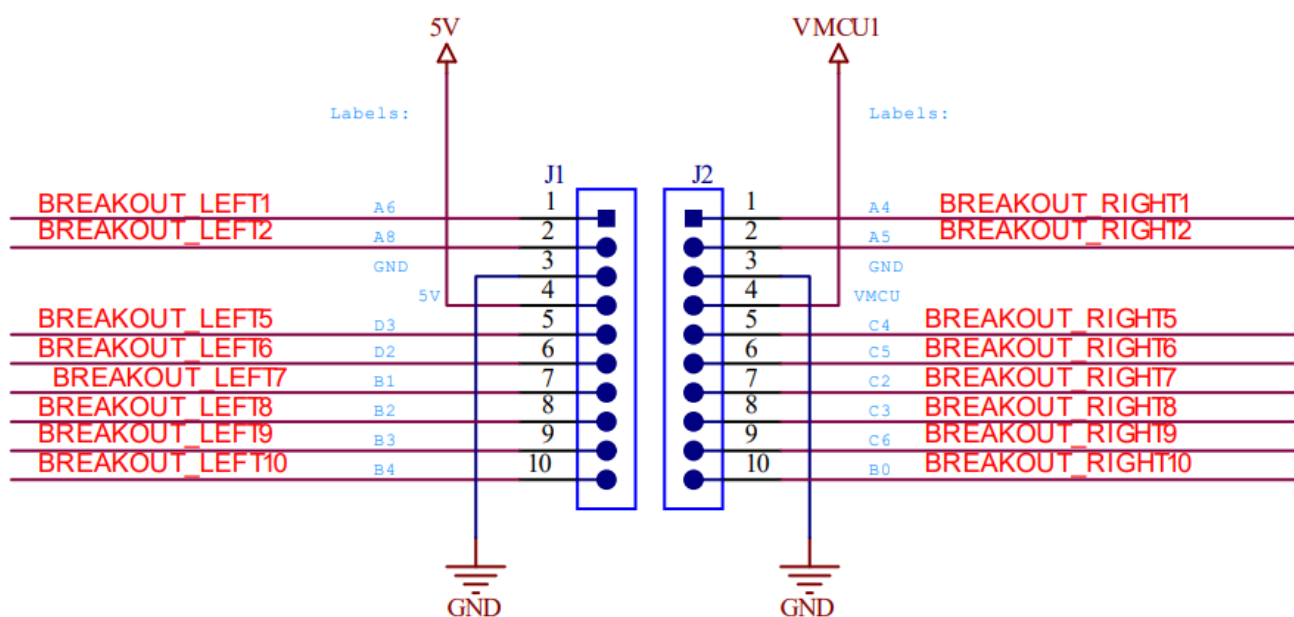 5V VMCU1
Labels: Labels:
J1 J2
BREAKOUT_LEFT1 A6 1 1 A4 BREAKOUT_RIGHT1
BREAKOUT_LEFT2 A8 2 2 A5 BREAKOUT_RIGHT2
GND 3 3 GND
5V 4 4 VMCU
BREAKOUT_LEFT5 D3 5 5 C4 BREAKOUT_RIGHT5
BREAKOUT_LEFT6 D2 6 6 C5 BREAKOUT_RIGHT6
BREAKOUT_LEFT7 B1 7 7 C2 BREAKOUT_RIGHT7
BREAKOUT_LEFT8 B2 8 8 C3 BREAKOUT_RIGHT8
BREAKOUT_LEFT9 B3 9 9 C6 BREAKOUT_RIGHT9
BREAKOUT_LEFT10 B4 10 10 B0 BREAKOUT_RIGHT10
GND GND